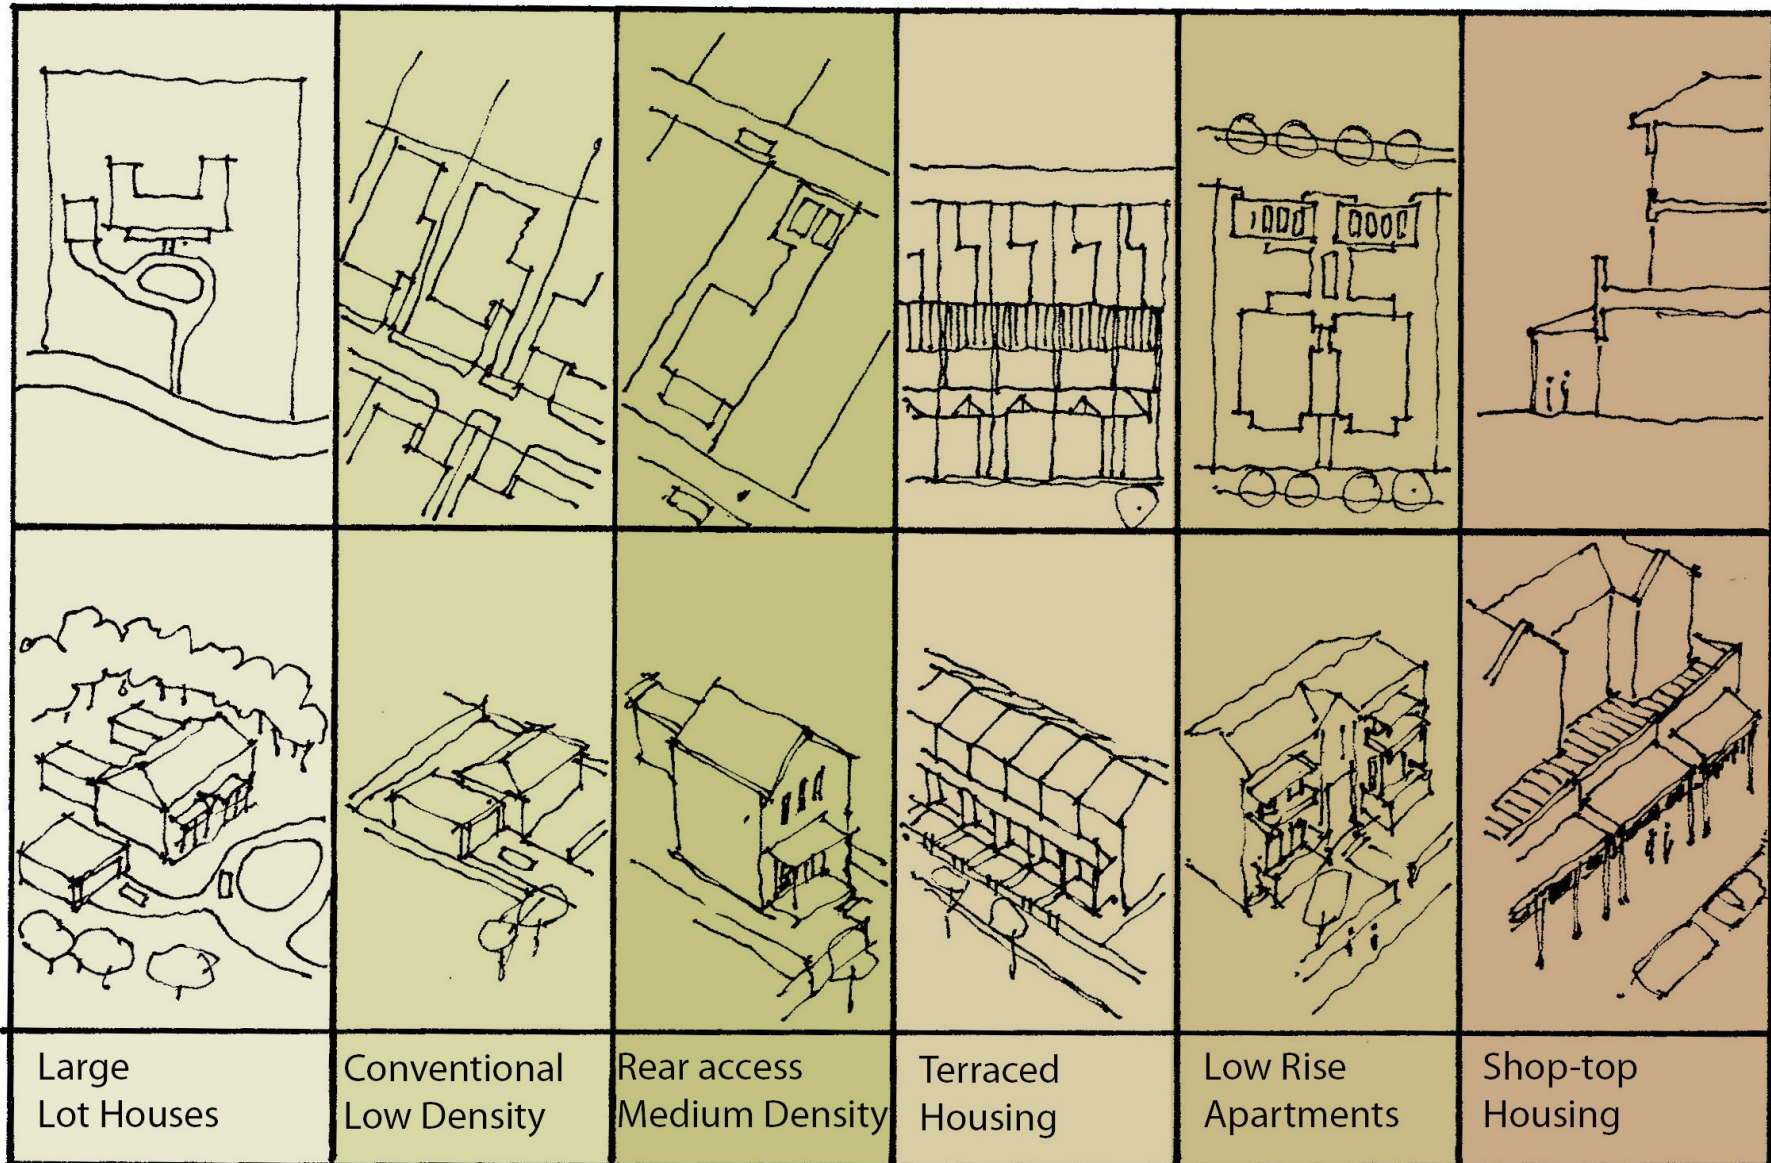 Large
Lot Houses
Conventional
Low Density
Rear access
Medium Density
Terraced
Housing
Low Rise
Apartments
Shop-top
Housing